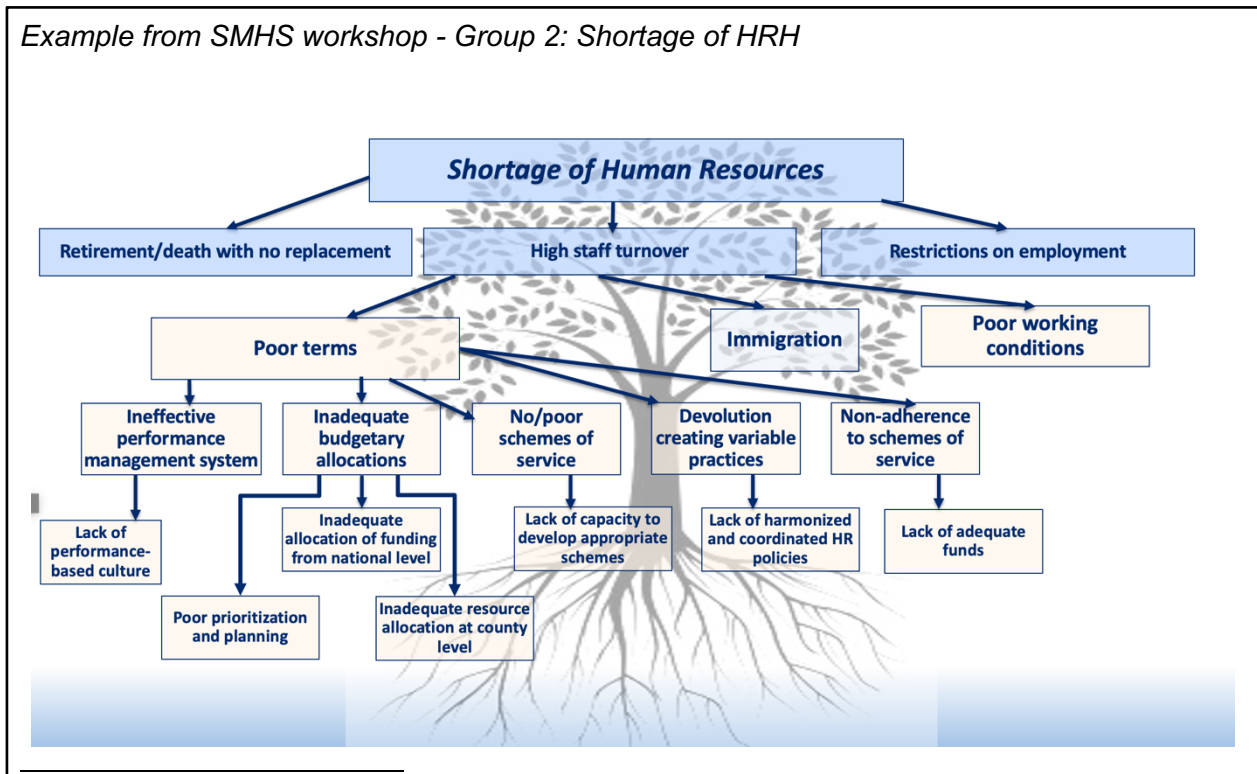 Example from SMHS workshop - Group 2: Shortage of HRH
Shortage of Human Resources
Retirement/death with no replacement
High staff turnover
Restrictions on employment
Poor terms
Immigration
Poor working
conditions
Ineffective
performance
management system
Inadequate
budgetary
allocations
No/poor
schemes of
service
Devolution
creating variable
practices
Non-adherence
to schemes of
service
Lack of
performance-
based culture
Inadequate
allocation of funding
from national level
Lack of capacity to
develop appropriate
schemes
Lack of harmonized
and coordinated HR
policies
Lack of adequate
funds
Poor prioritization
and planning
Inadequate resource
allocation at county
level